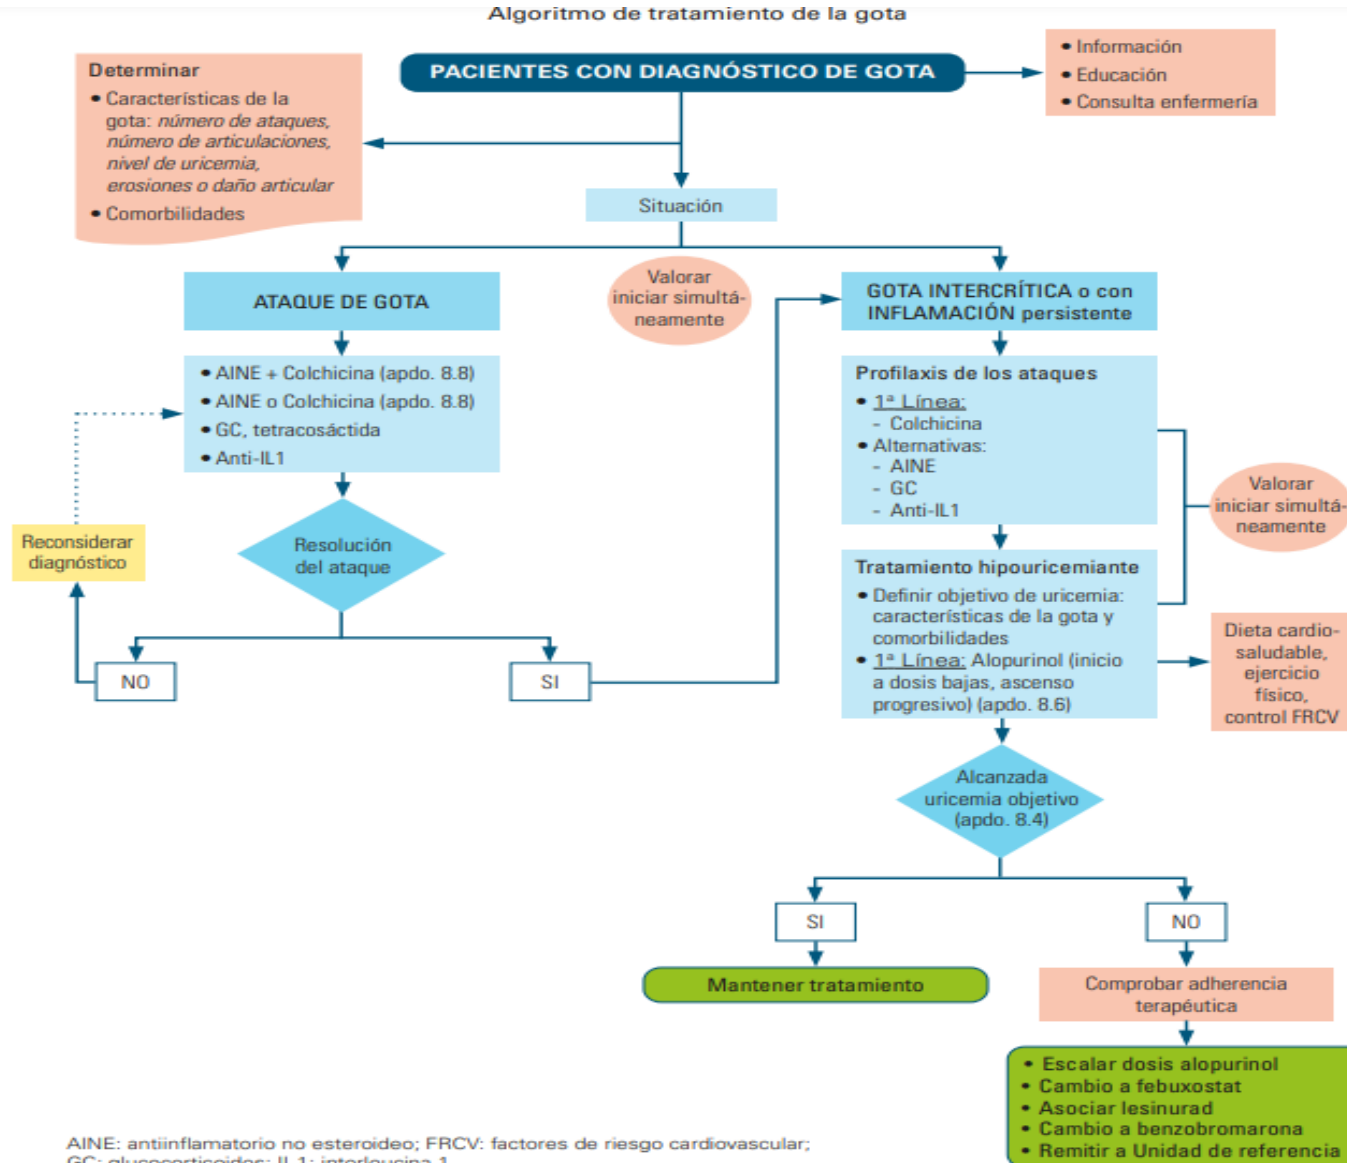 Algoritmo de tratamiento de la gota
PACIENTES CON DIAGNÓSTICO DE GOTA
• Información
• Educación
• Consulta enfermería
Determinar
• Características de la
gota: número de ataques,
número de articulaciones,
nivel de uricemia,
erosiones o daño articular
• Comorbilidades
Situación
Valorar
iniciar simultá-
neamente
ATAQUE DE GOTA
• AINE + Colchicina (apdo. 8.8)
• AINE o Colchicina (apdo. 8.8)
• GC, tetracosáctida
• Anti-IL1
Resolución
del ataque
Reconsiderar
diagnóstico
NO
SI
GOTA INTERCRÍTICA o con
INFLAMACIÓN persistente
Profilaxis de los ataques
• 1ª Línea:
- Colchicina
• Alternativas:
- AINE
- GC
- Anti-IL1
Valorar
iniciar simultá-
neamente
Tratamiento hipouricemiante
• Definir objetivo de uricemia:
características de la gota y
comorbilidades
• 1ª Línea: Alopurinol (inicio
a dosis bajas, ascenso
progresivo) (apdo. 8.6)
Dieta cardio-
saludable,
ejercicio
físico,
control FRCV
Alcanzada
uricemia objetivo
(apdo. 8.4)
SI
NO
Mantener tratamiento
Comprobar adherencia
terapéutica
• Escalar dosis alopurinol
• Cambio a febuxostat
• Asociar lesinurad
• Cambio a benzobromarona
• Remitir a Unidad de referencia
AINE: antiinflamatorio no esteroideo; FRCV: factores de riesgo cardiovascular;
GC: glucocorticoides; IL1: interleucina 1